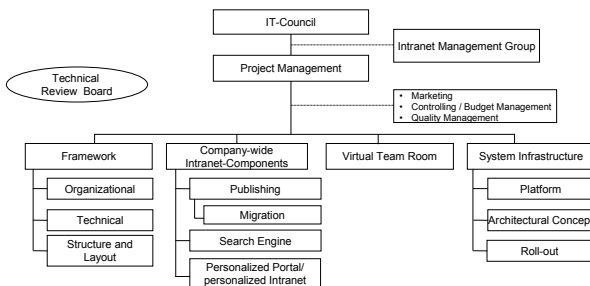 IT-Council
Intranet Management Group
Project Management
Technical
Review Board
• Marketing
• Controlling / Budget Management
• Quality Management
Framework
Company-wide
Intranet-Components
Virtual Team Room
System Infrastructure
Organizational
Publishing
Platform
Technical
Migration
Architectural Concep
Structure and
Layout
Search Engine
Roll-out
Personalized Portal/
personalized Intranet